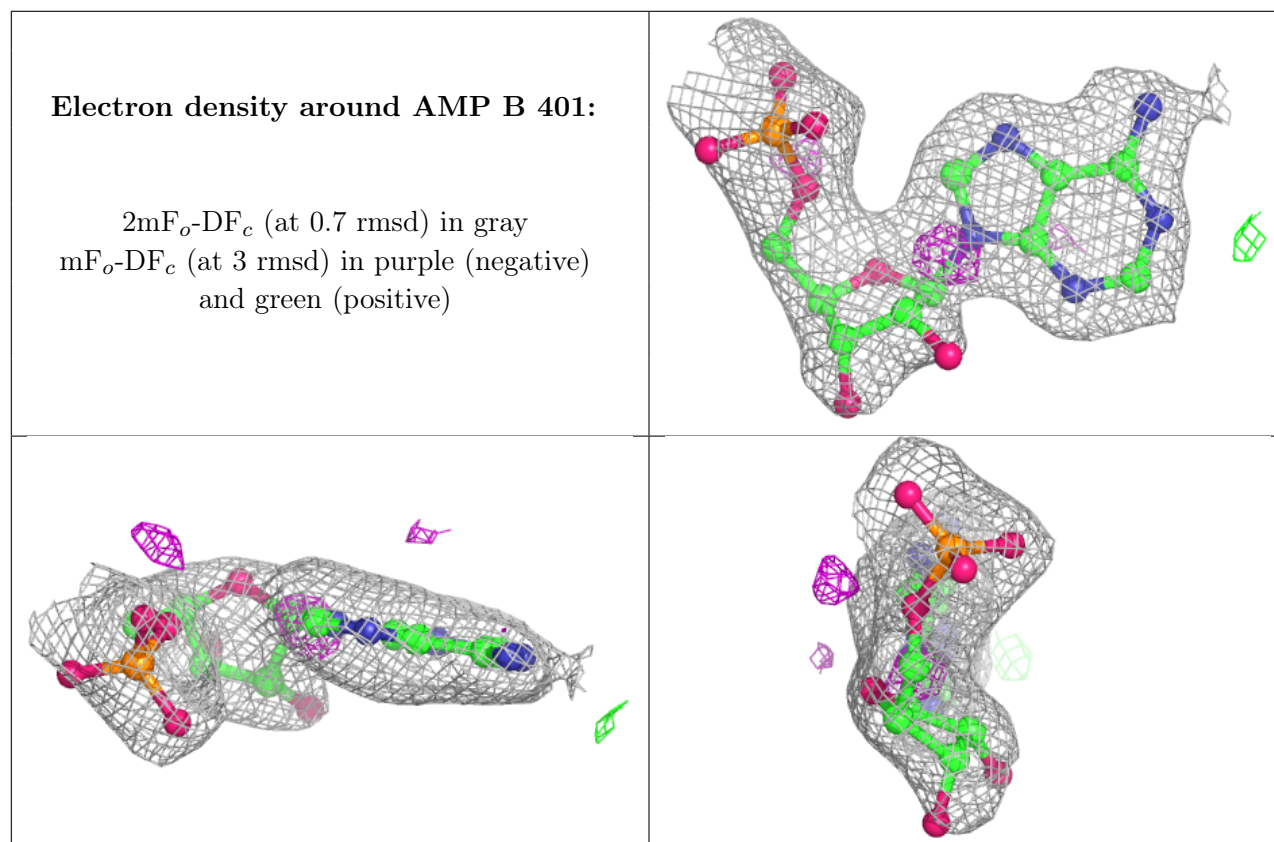 Electron density around AMP B 401:
2mFo-DFc (at 0.7 rmsd) in gray
mFo-DFc (at 3 rmsd) in purple (negative)
and green (positive)